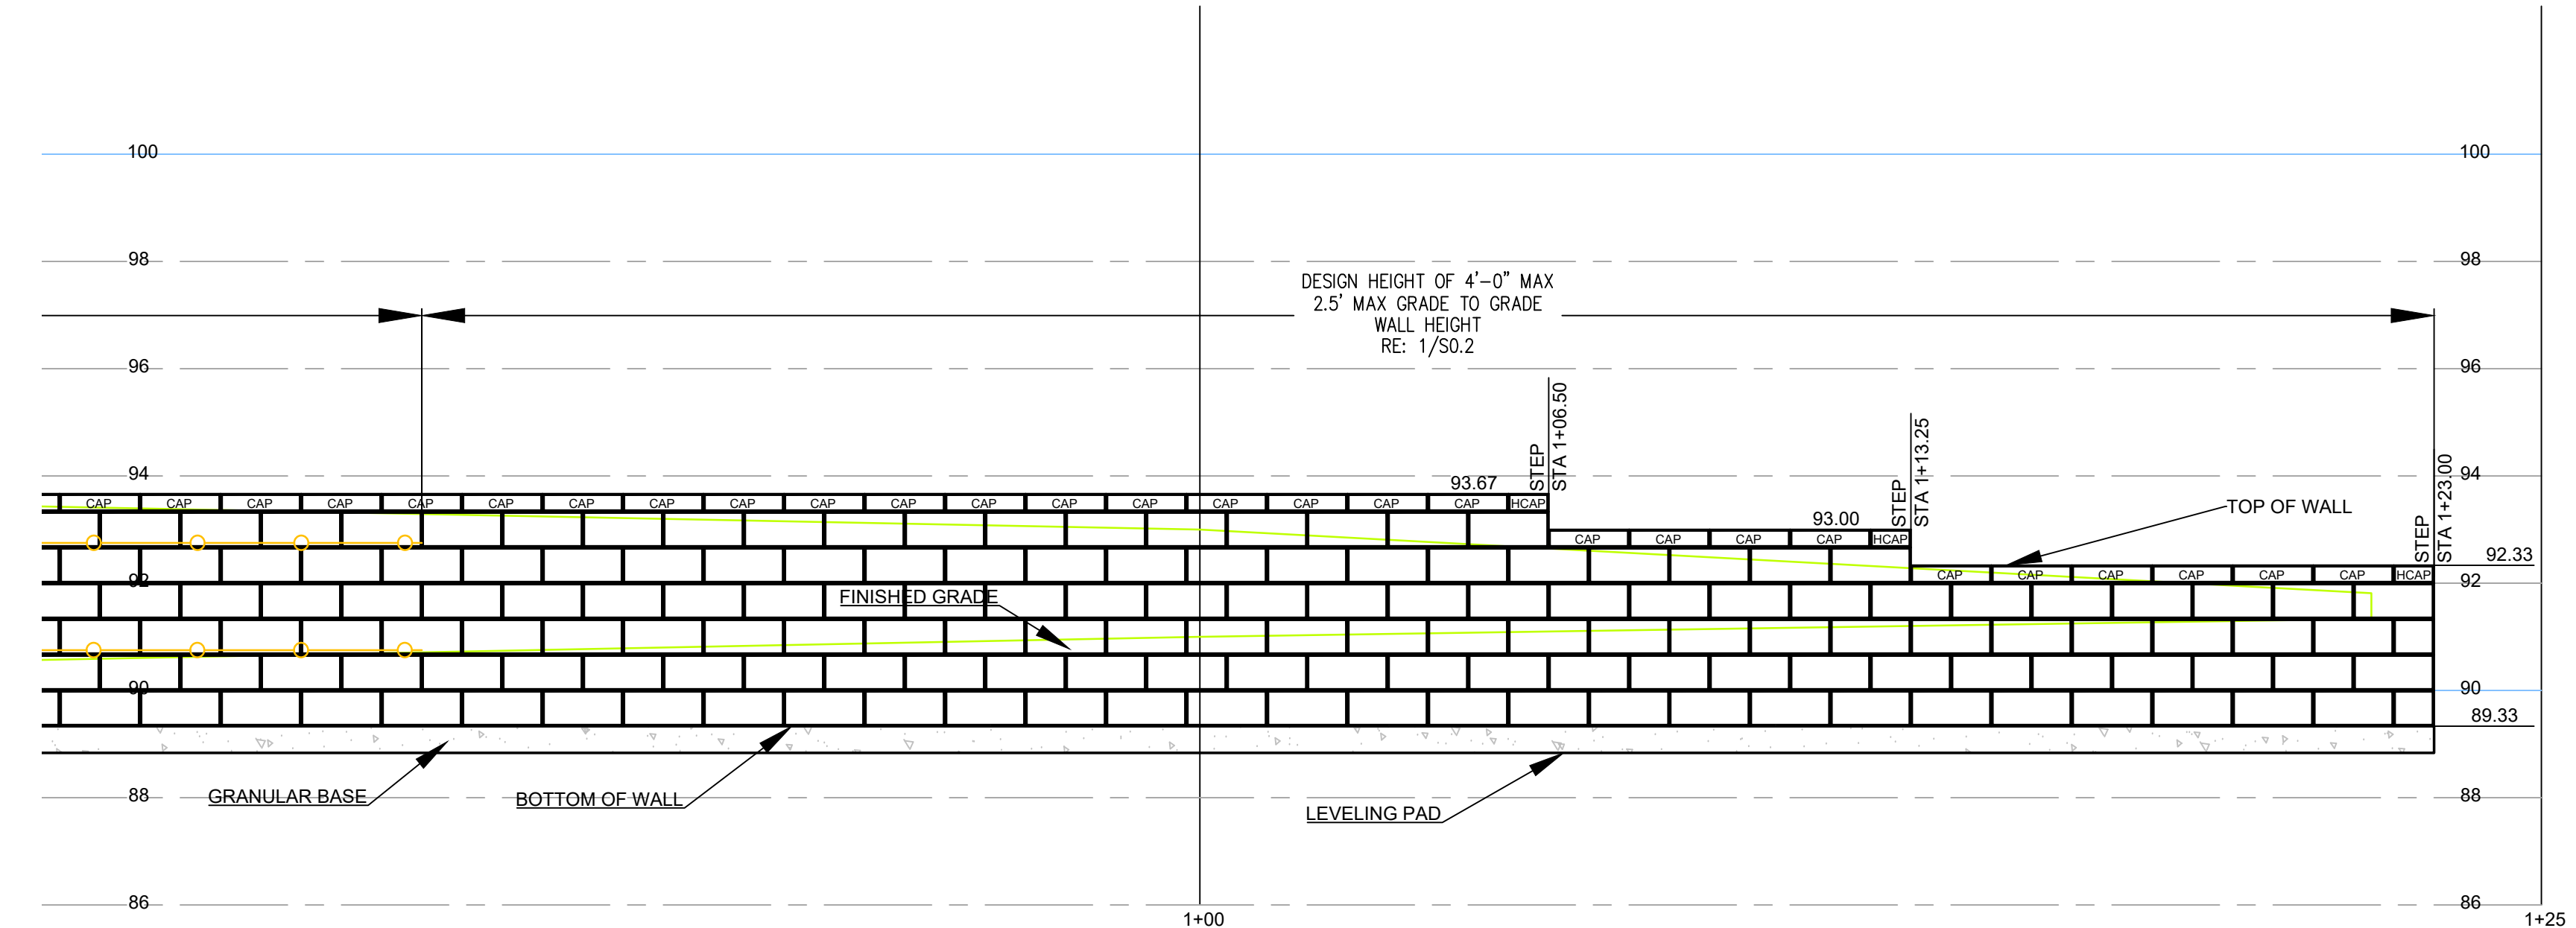 100
100
98
98
DESIGN HEIGHT OF 4'-0" MAX
2.5' MAX GRADE TO GRADE
WALL HEIGHT
RE: 1/S0.2
96
96
STEP
STA 1+06.50
STEP
STA 1+13.25
STEP
STA 1+23.00
94
94
93.67
CAP CAP CAP CAP CAP CAP CAP CAP CAP CAP CAP CAP CAP CAP CAP CAP CAP CAP HCAP
93.00
CAP CAP CAP CAP HCAP
TOP OF WALL
92.33
CAP CAP CAP CAP CAP CAP HCAP
92
92
FINISHED GRADE
90
90
89.33
GRANULAR BASE
BOTTOM OF WALL
LEVELING PAD
88
88
86
86
1+00
1+25